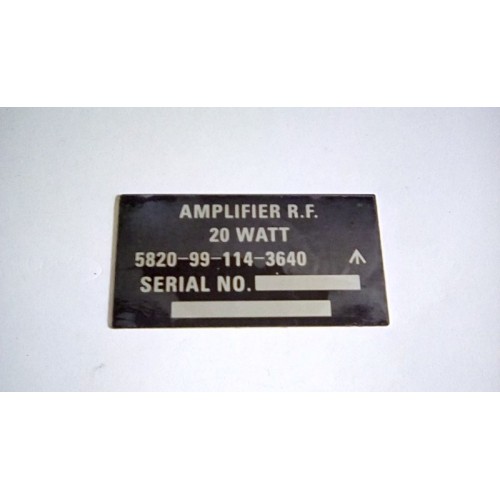 AMPLIFIER R.F.
20 WATT
5820-99-114-3640
SERIAL NO.